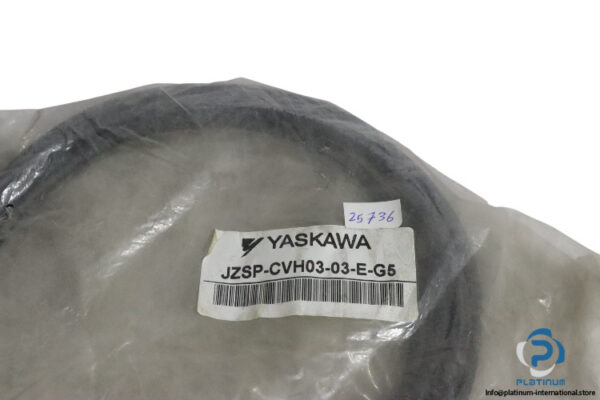 25736
YASKAWA
JZSP-CVH03-03-E-G5
PLATINUM
Info@platinum-international.store